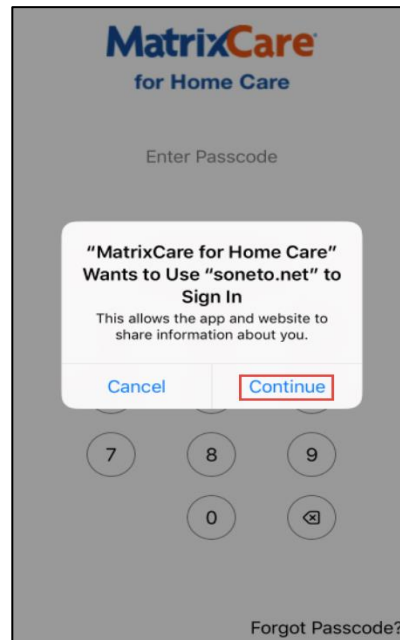 MatrixCare
for Home Care
Enter Passcode
"MatrixCare for Home Care"
Wants to Use "soneto.net" to
Sign In
This allows the app and website to
share information about you.
Cancel Continue
7 8 9
0
Forgot Passcode?